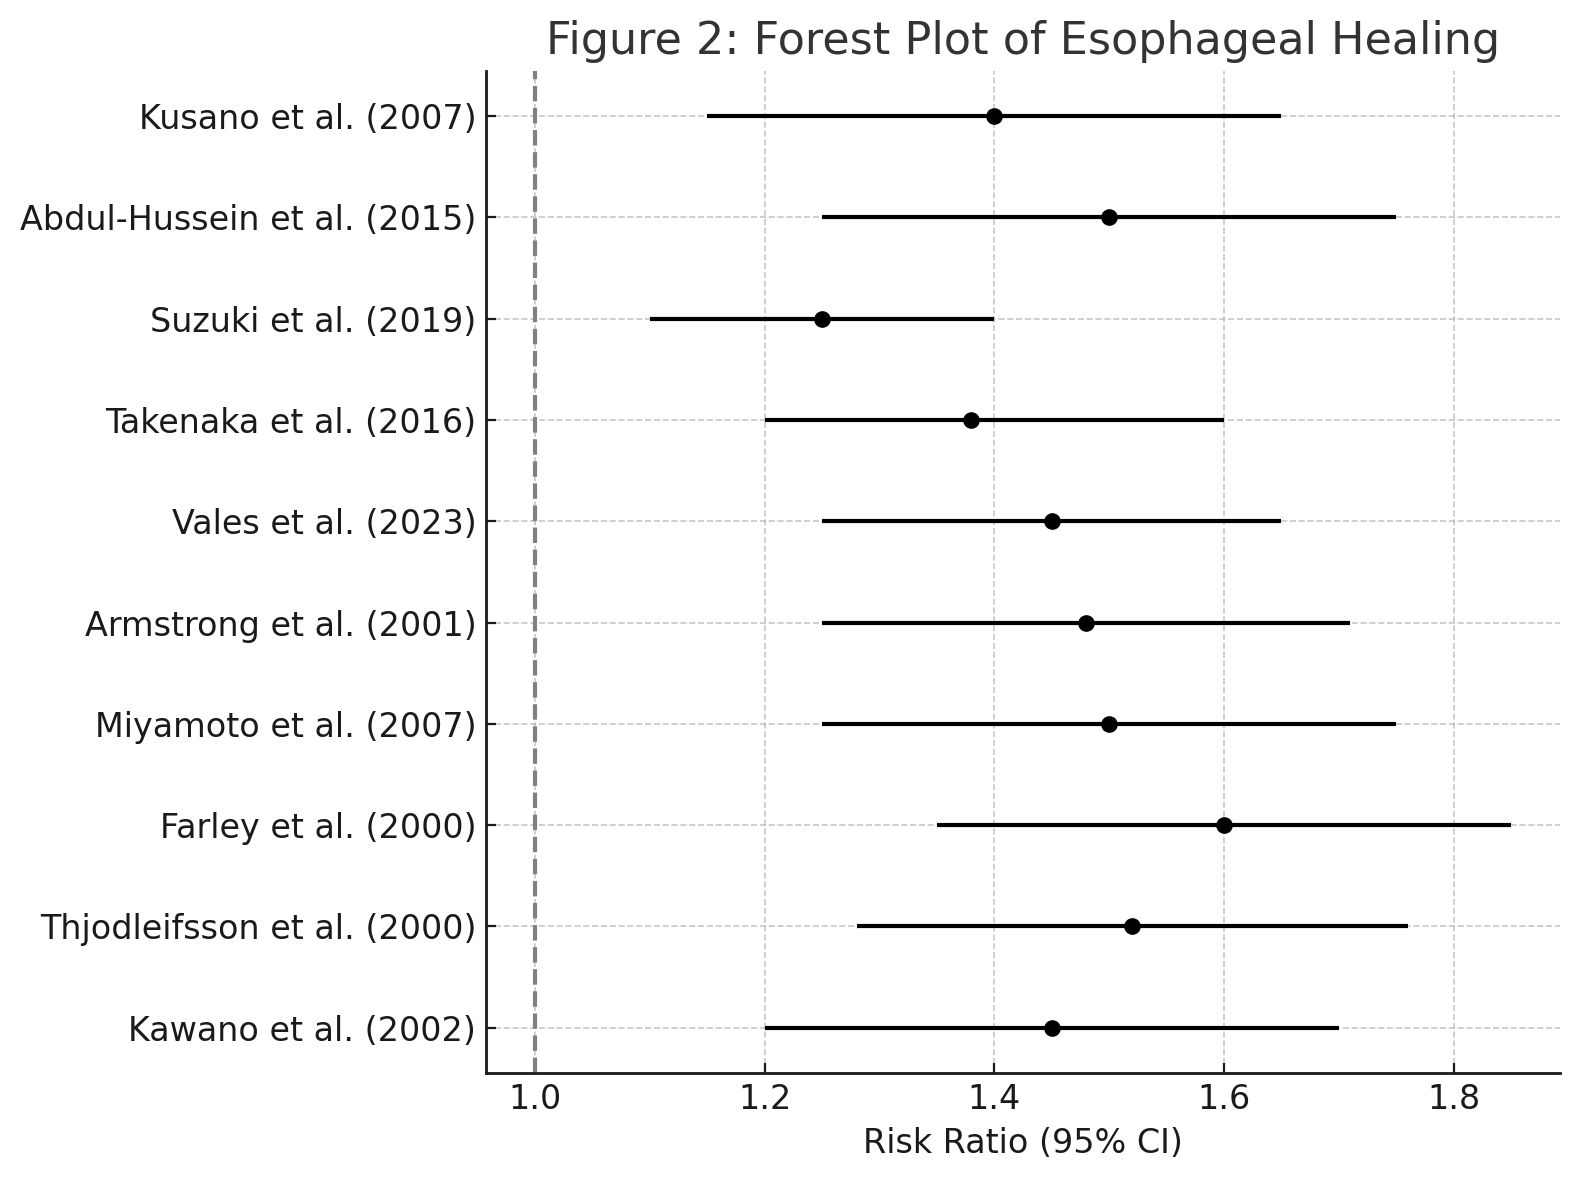 Figure 2: Forest Plot of Esophageal Healing
Kusano et al. (2007)
Abdul-Hussein et al. (2015)
Suzuki et al. (2019)
Takenaka et al. (2016)
Vales et al. (2023)
Armstrong et al. (2001)
Miyamoto et al. (2007)
Farley et al. (2000)
Thjodleifsson et al. (2000)
Kawano et al. (2002)
1.0 1.2 1.4 1.6 1.8
Risk Ratio (95% CI)